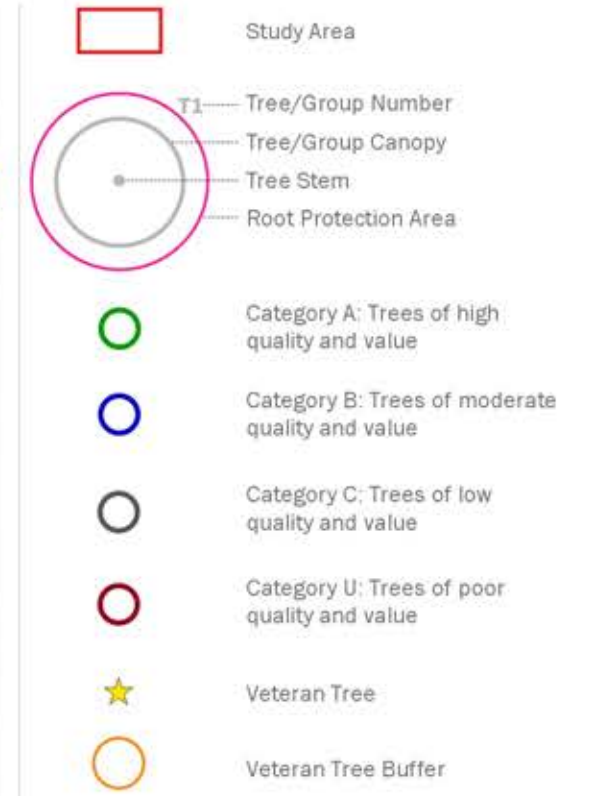 Study Area
T1
Tree/Group Number
Tree/Group Canopy
Tree Stem
Root Protection Area
Category A: Trees of high
quality and value
Category B: Trees of moderate
quality and value
Category C: Trees of low
quality and value
Category U: Trees of poor
quality and value
Veteran Tree
Veteran Tree Buffer